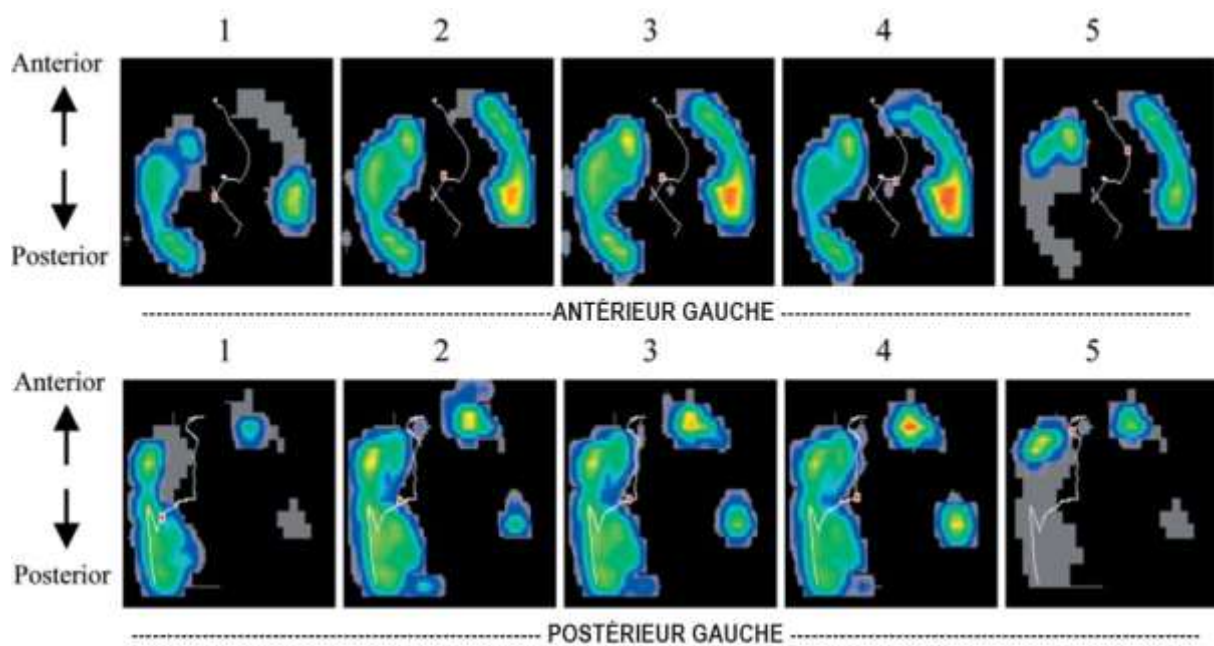 1 2 3 4 5
Anterior
Posterior
ANTÉRIEUR GAUCHE
1 2 3 4 5
Anterior
Posterior
POSTÉRIEUR GAUCHE